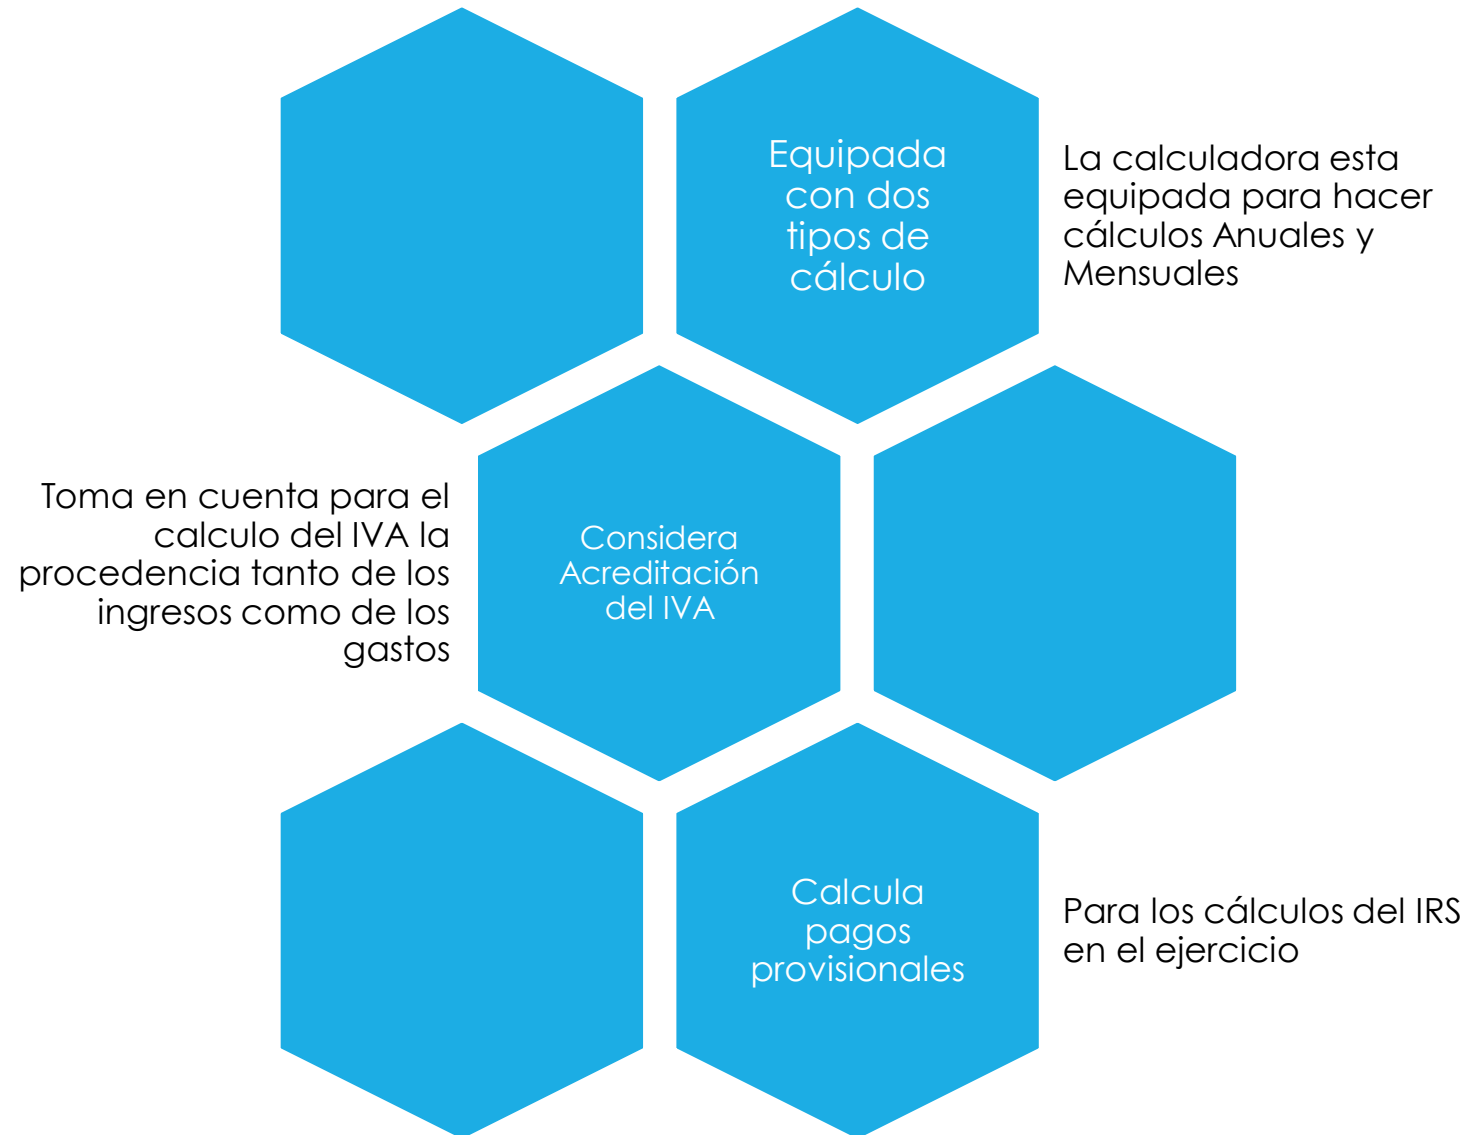 Equipada
con dos
tipos de
cálculo
La calculadora esta
equipada para hacer
cálculos Anuales y
Mensuales
Toma en cuenta para el
calculo del IVA la
procedencia tanto de los
ingresos como de los
gastos
Considera
Acreditación
del IVA
Calcula
pagos
provisionales
Para los cálculos del IRS
en el ejercicio